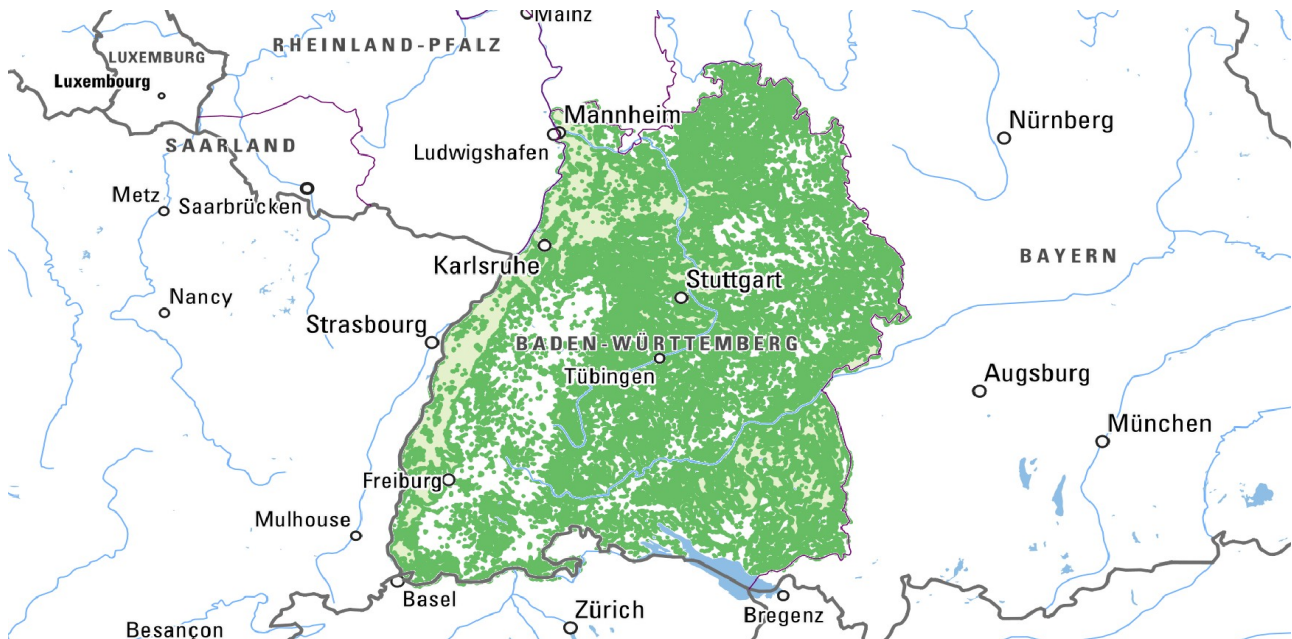 Mainz
RHEINLAND-PFALZ
LUXEMBURG
Luxembourg
Mannheim
Nürnberg
SAARLAND
Ludwigshafen
Metz
Saarbrücken
Karlsruhe
BAYERN
Stuttgart
Nancy
Strasbourg
BADEN-WÜRTTEMBERG
Tübingen
Augsburg
München
Freiburg
Mulhouse
Basel
Zürich
Bregenz
Besançon